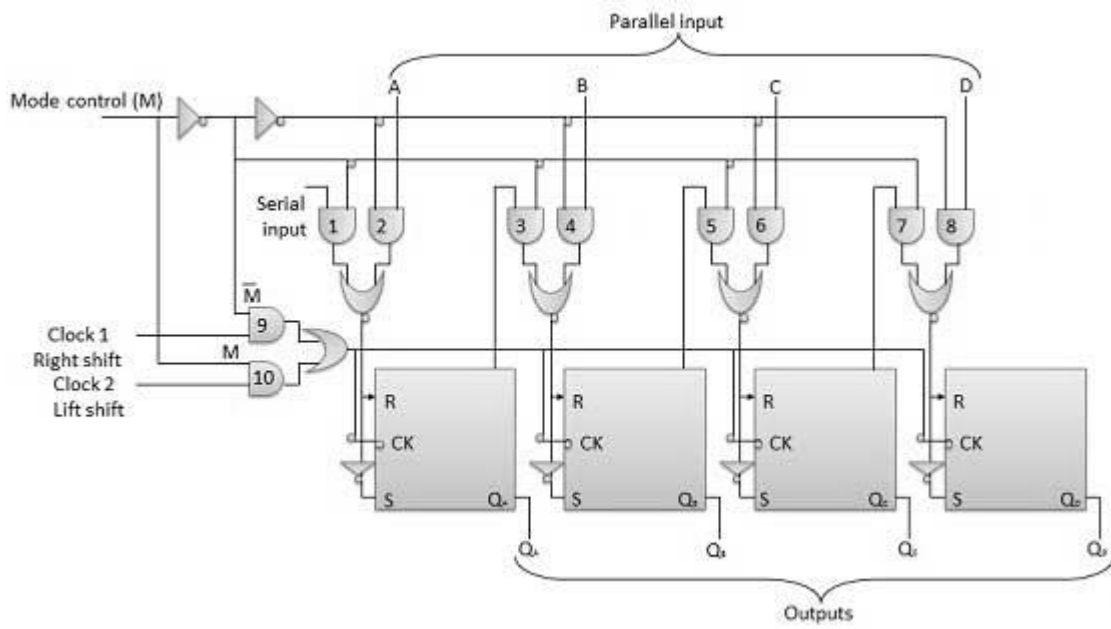 Parallel input
A
B
C
D
Mode control (M)
Serial
input
1
2
3
4
5
6
7
8
M̅
9
Clock 1
Right shift
M
10
Clock 2
Lift shift
R
R
R
R
CK
CK
CK
CK
S
S
S
S
Q
Q
Q
Q
Q
Q
Q
Q
Outputs